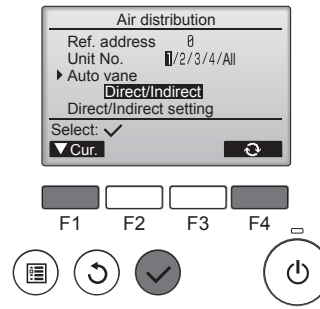 Air distribution
Ref. address 0
Unit No. 1/2/3/4/All
Auto vane
Direct/Indirect
Direct/Indirect setting
Select: ✓
▼ Cur.
F1 F2 F3 F4